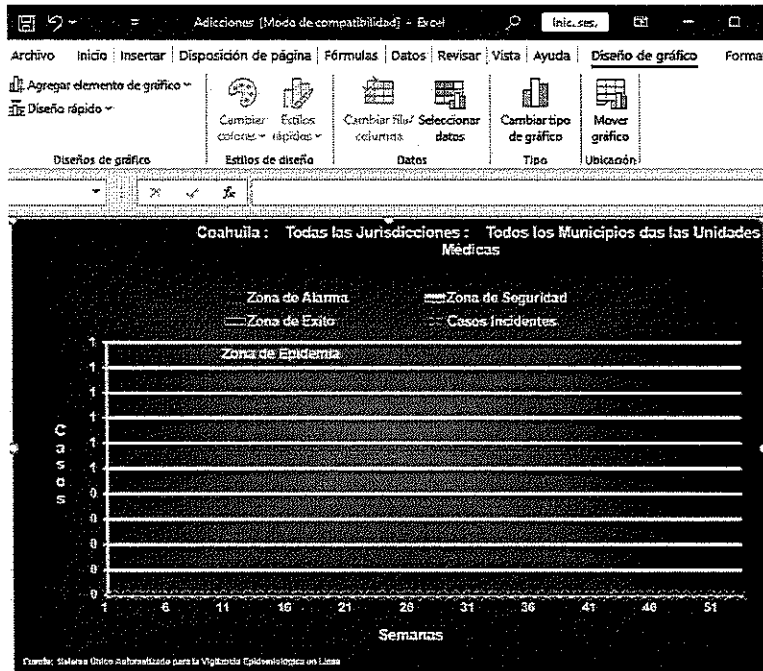 Adicciones [Modo de compatibilidad] - Excel
Inic. ses.
Archivo Inicio Insertar Disposición de página Fórmulas Datos Revisar Vista Ayuda Diseño de gráfico Forma
Agregar elemento de gráfico
Diseño rápido
Cambiar colores
Estilos rápidos
Cambiar fila/columna
Seleccionar datos
Cambiar tipo de gráfico
Mover gráfico
Diseños de gráfico Estilos de diseño Datos Tipo Ubicación
fx
Coahuila : Todas las Jurisdicciones : Todos los Municipios das las Unidades
Médicas
Zona de Alarma Zona de Seguridad
Zona de Exito Casos Incidentes
Zona de Epidemia
1
1
1
1
1
1
0
0
0
0
0
Casos
1 6 11 16 21 26 31 36 41 46 51
Semanas
Fuente: Sistema Único Automatizado para la Vigilancia Epidemiológica en Linea